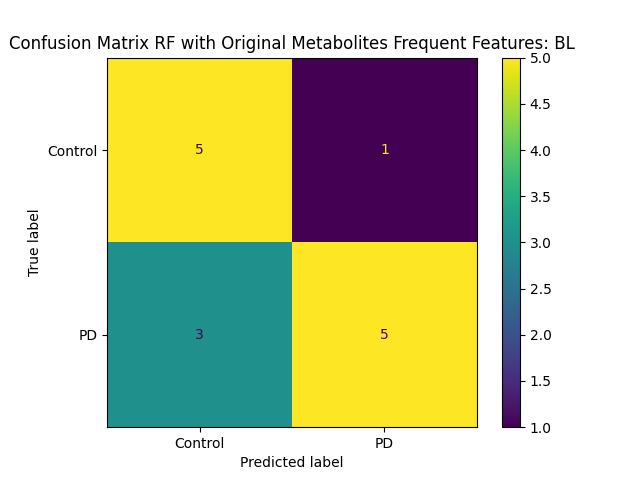 Confusion Matrix RF with Original Metabolites Frequent Features: BL
Control
PD
True label
5
1
3
5
Control
PD
Predicted label
5.0
4.5
4.0
3.5
3.0
2.5
2.0
1.5
1.0